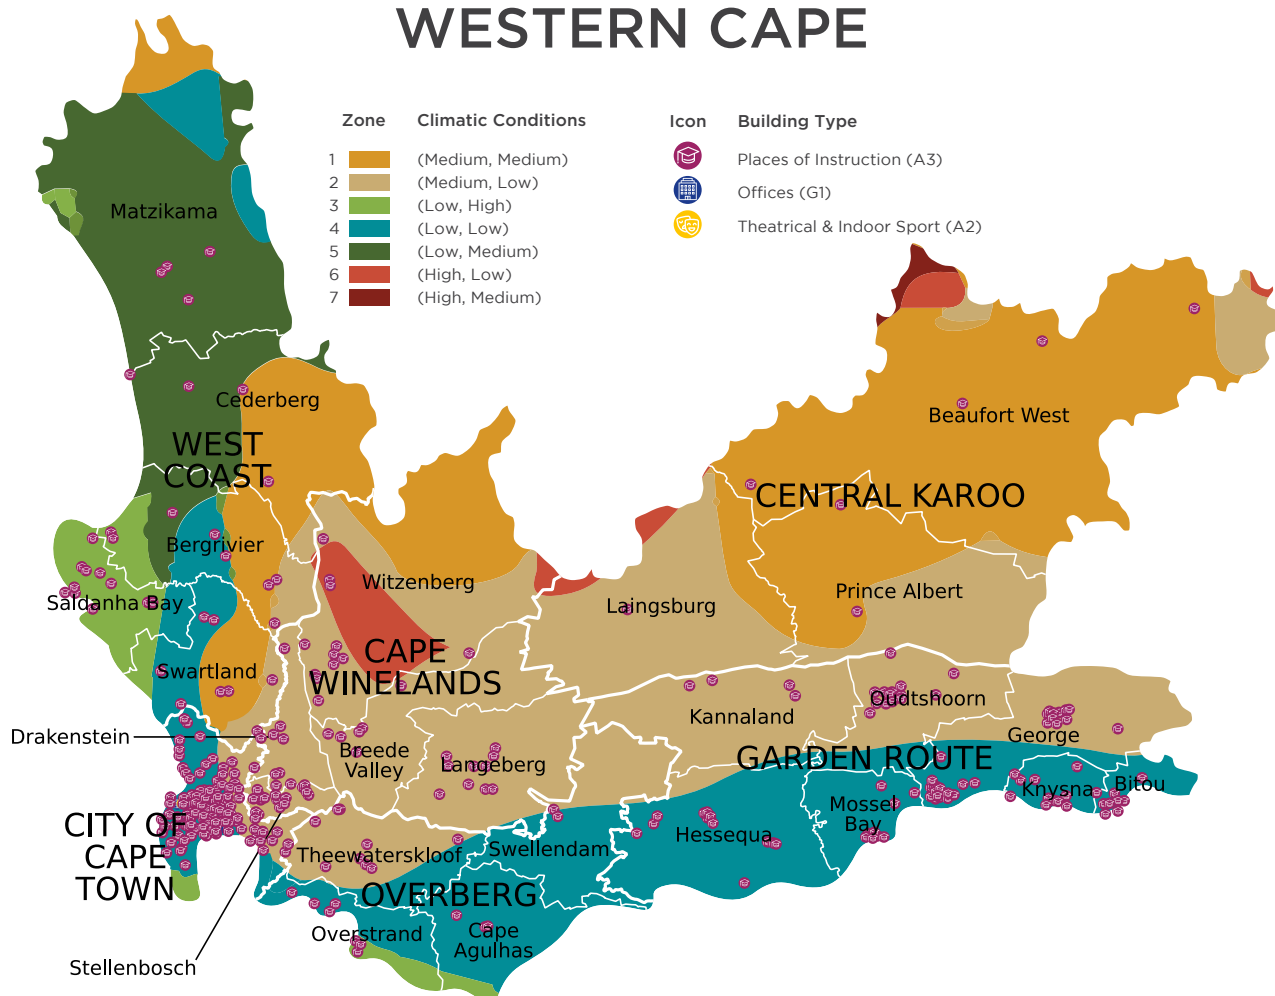 WESTERN CAPE
Zone Climatic Conditions
1 (Medium, Medium)
2 (Medium, Low)
3 (Low, High)
4 (Low, Low)
5 (Low, Medium)
6 (High, Low)
7 (High, Medium)
Icon Building Type
Places of Instruction (A3)
Offices (G1)
Theatrical & Indoor Sport (A2)
Matzikama
Cederberg
WEST
COAST
Bergrivier
Saldanha Bay
Swartland
Drakenstein
CITY OF
CAPE
TOWN
Stellenbosch
Witzenberg
CAPE
WINELANDS
Breede
Valley
Langeberg
Theewaterskloof
OVERBERG
Overstrand
Cape
Agulhas
Swellendam
Beaufort West
CENTRAL KAROO
Laingsburg
Prince Albert
Kannaland
Oudtshoorn
George
GARDEN ROUTE
Hessequa
Mossel
Bay
Knysna
Bitou